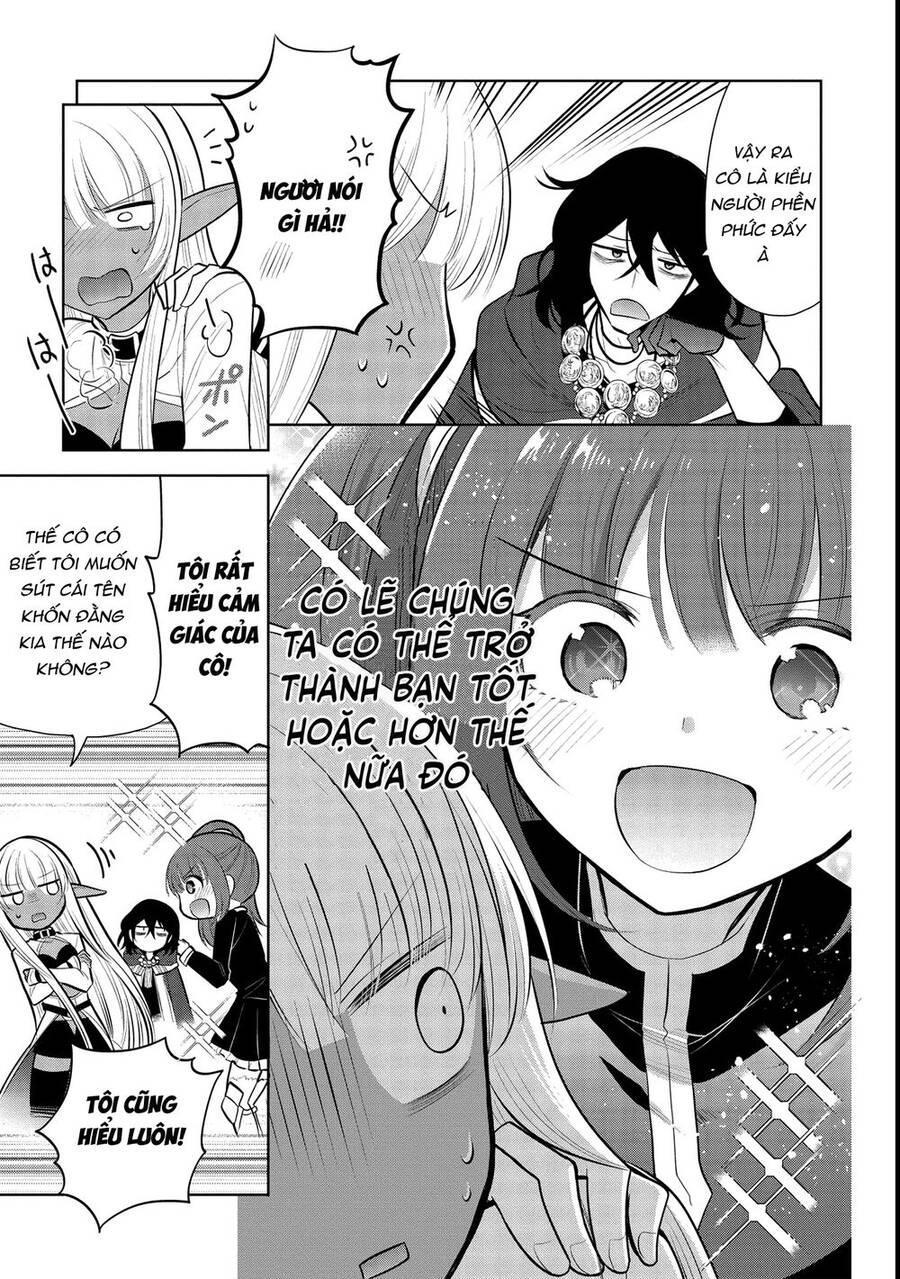 VẬY RA
CÔ LÀ KIỂU
NGƯỜI PHỀN
PHỨC ĐẤY
À
NGƯƠI NÓI
GÌ HẢ!!
ポン
はー
はー
CÓ LẼ CHÚNG
TA CÓ THỂ TRỞ
THÀNH BẠN TỐT
HOẶC HƠN THẾ
NỮA ĐÓ
TÔI RẤT
HIỂU CẢM
GIÁC CỦA
CÔ!
THẾ CÔ CÓ
BIẾT TÔI MUỐN
SÚT CÁI TÊN
KHỐN ĐẰNG
KIA THẾ NÀO
KHÔNG?
TÔI CŨNG
HIỂU LUÔN!